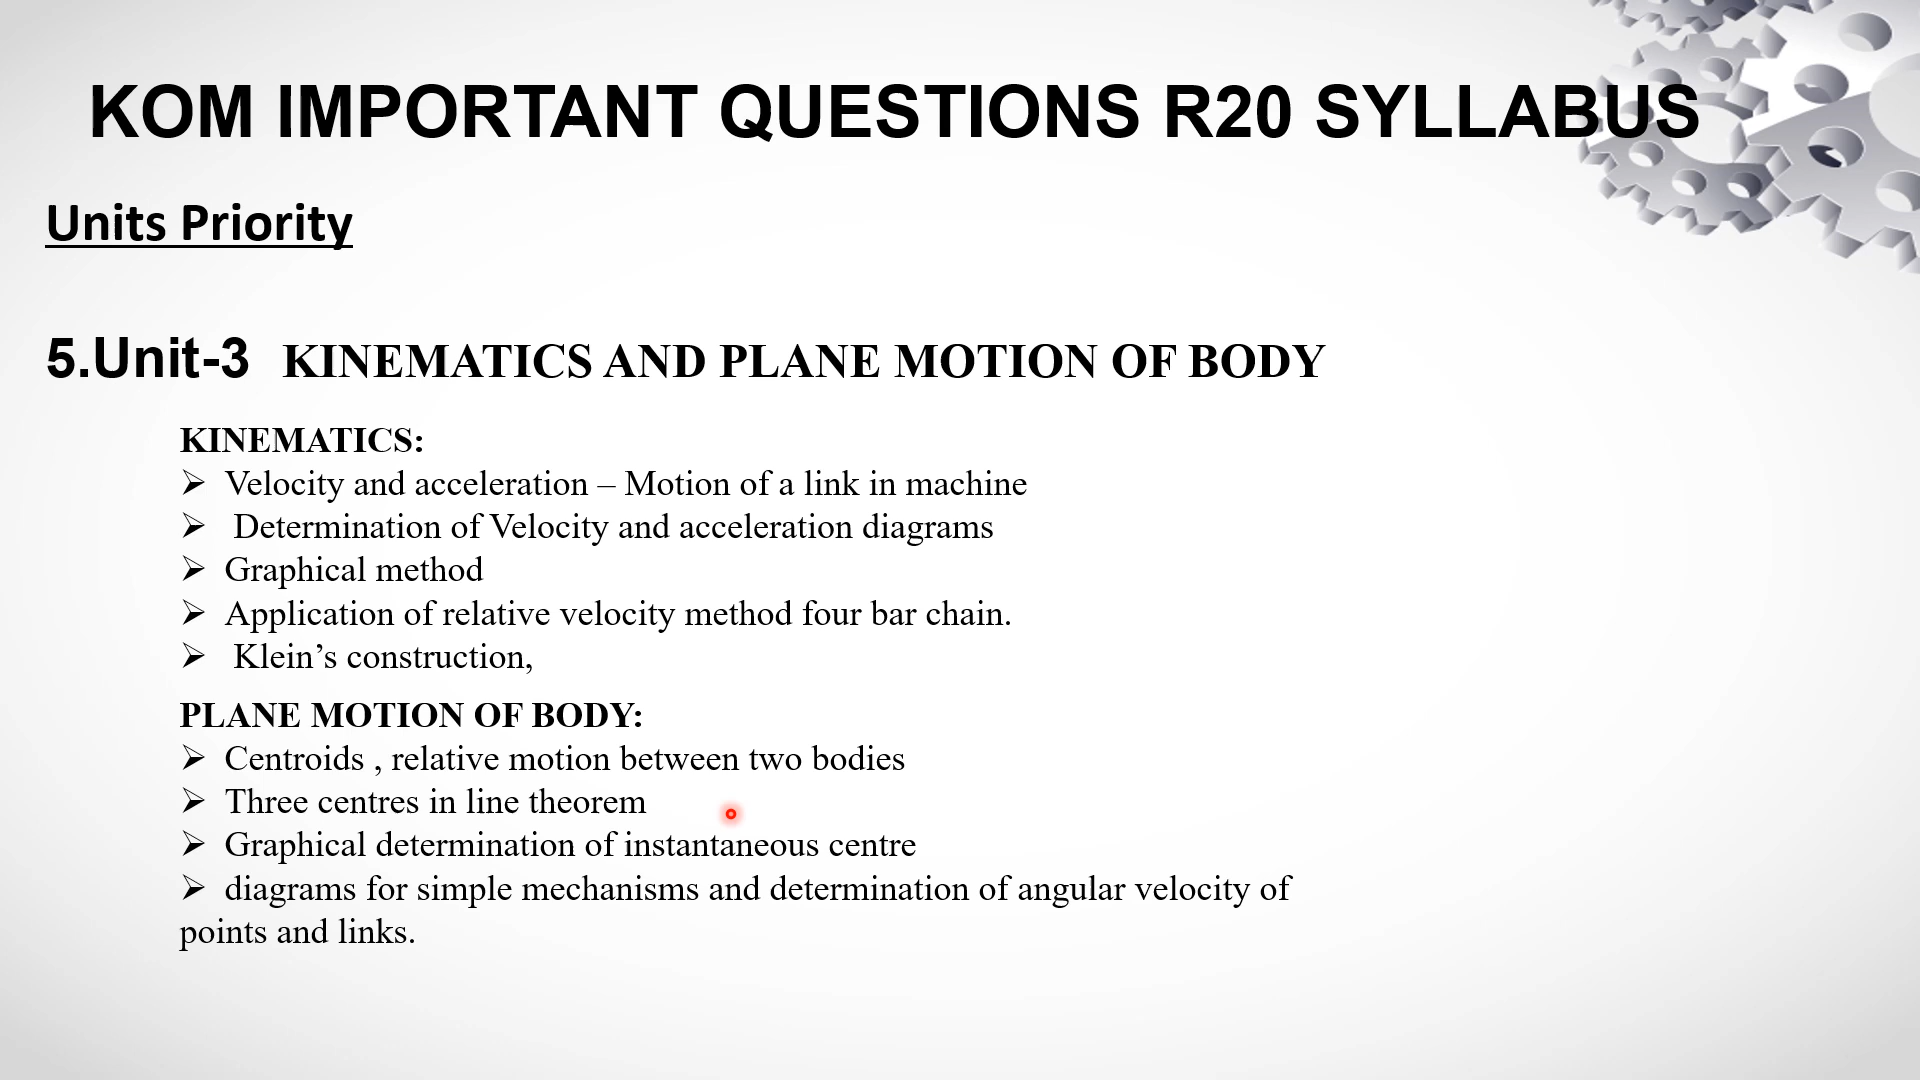 KOM IMPORTANT QUESTIONS R20 SYLLABUS
Units Priority
5.Unit-3 KINEMATICS AND PLANE MOTION OF BODY
KINEMATICS:
➢ Velocity and acceleration – Motion of a link in machine
➢ Determination of Velocity and acceleration diagrams
➢ Graphical method
➢ Application of relative velocity method four bar chain.
➢ Klein’s construction,
PLANE MOTION OF BODY:
➢ Centroids , relative motion between two bodies
➢ Three centres in line theorem
➢ Graphical determination of instantaneous centre
➢ diagrams for simple mechanisms and determination of angular velocity of
points and links.